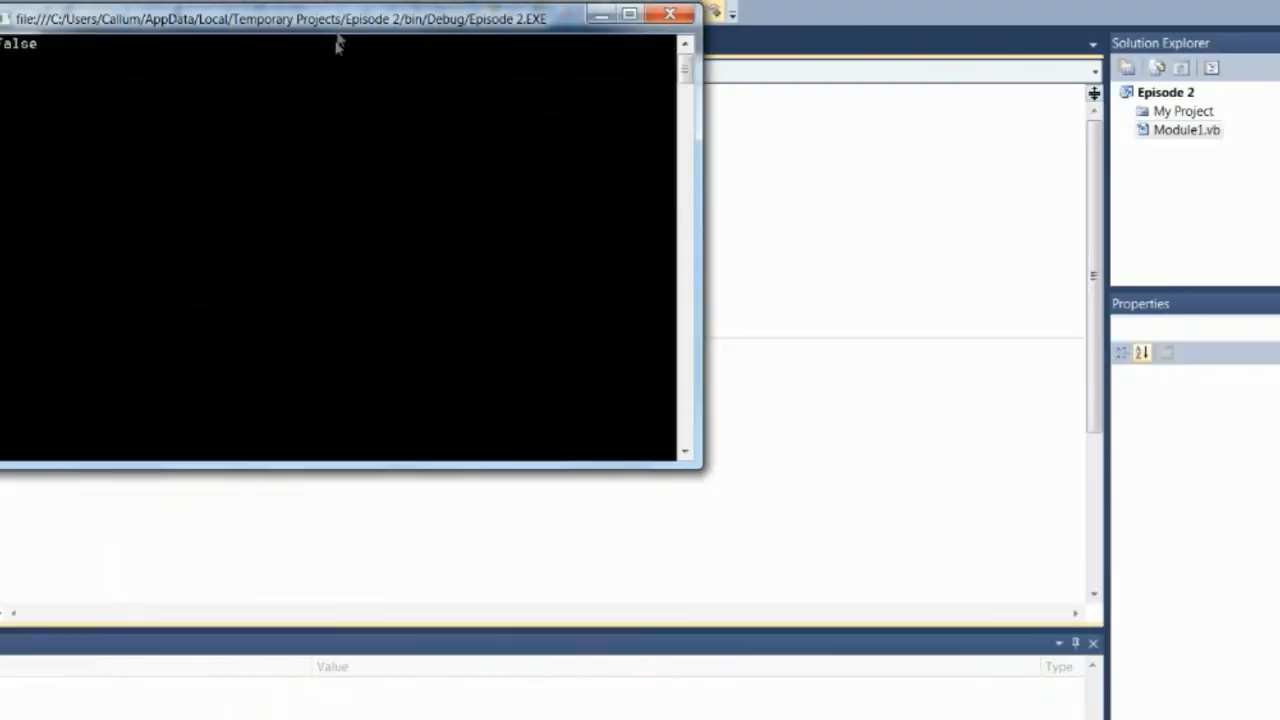 file:///C:/Users/Callum/AppData/Local/Temporary Projects/Episode 2/bin/Debug/Episode 2.EXE
False
Solution Explorer
Episode 2
My Project
Module1.vb
Properties
Value
Type